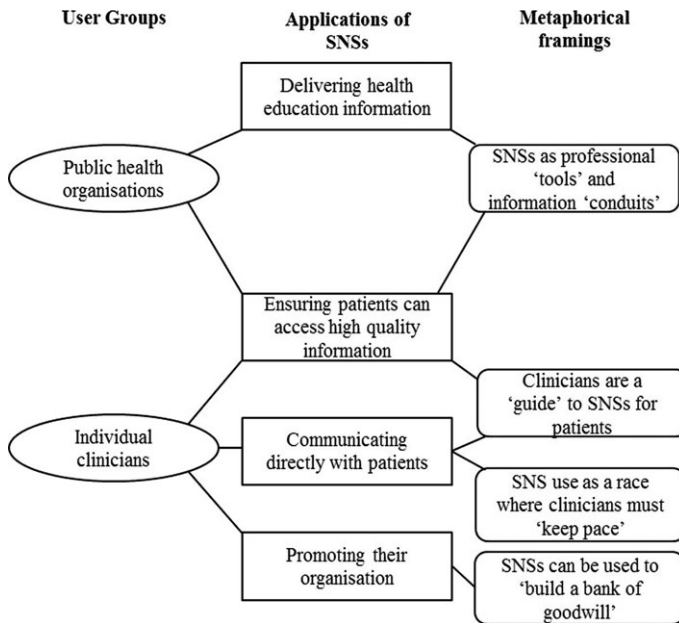 User Groups
Applications of
SNSs
Metaphorical
framings
Delivering health
education information
Public health
organisations
SNSs as professional
‘tools’ and
information ‘conduits’
Ensuring patients can
access high quality
information
Clinicians are a
‘guide’ to SNSs for
patients
Individual
clinicians
Communicating
directly with patients
SNS use as a race
where clinicians must
‘keep pace’
Promoting their
organisation
SNSs can be used to
‘build a bank of
goodwill’